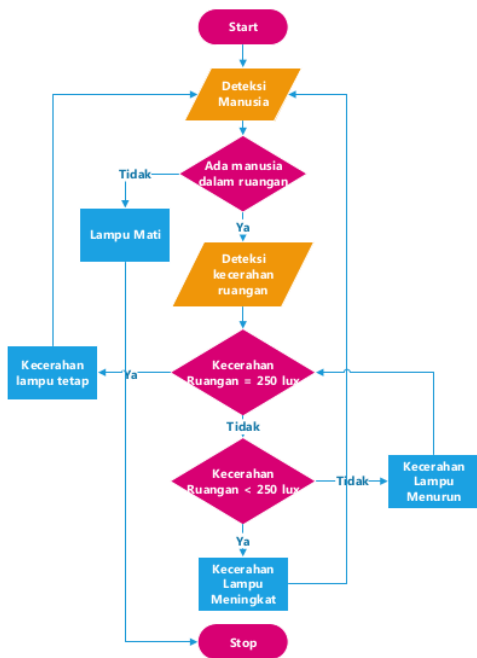 Start
Deteksi
Manusia
Ada manusia
dalam ruangan
Tidak
Lampu Mati
Ya
Deteksi
kecerahan
ruangan
Kecerahan
lampu tetap
Ya
Kecerahan
Ruangan = 250 lux
Tidak
Kecerahan
Ruangan < 250 lux
Tidak
Kecerahan
Lampu
Menurun
Ya
Kecerahan
Lampu
Meningkat
Stop